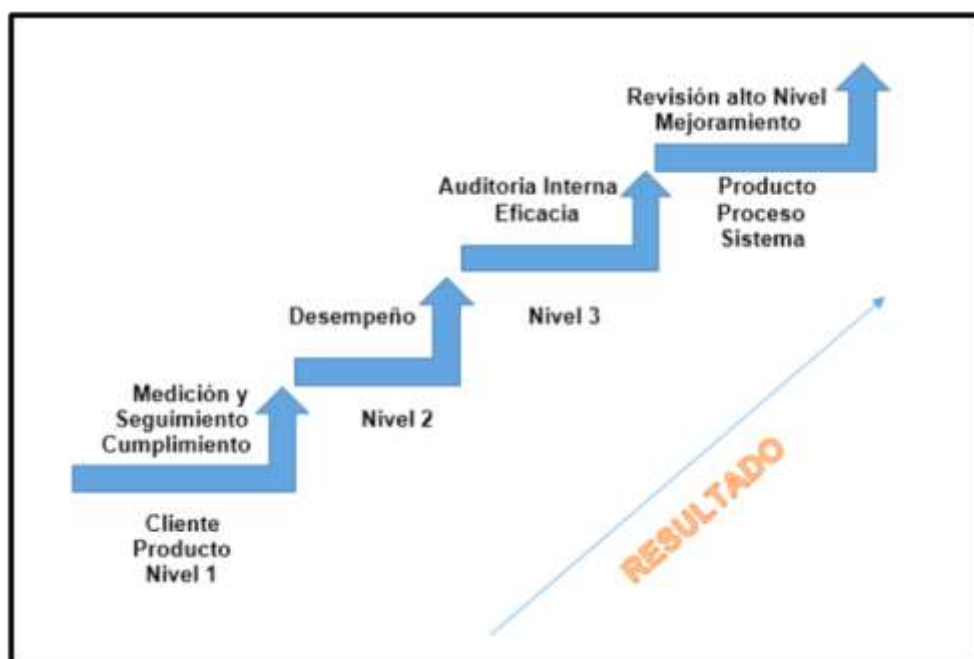 Revisión alto Nivel
Mejoramiento
Producto
Proceso
Sistema
Auditoria Interna
Eficacia
Nivel 3
Desempeño
Nivel 2
Medición y
Seguimiento
Cumplimiento
Cliente
Producto
Nivel 1
RESULTADO